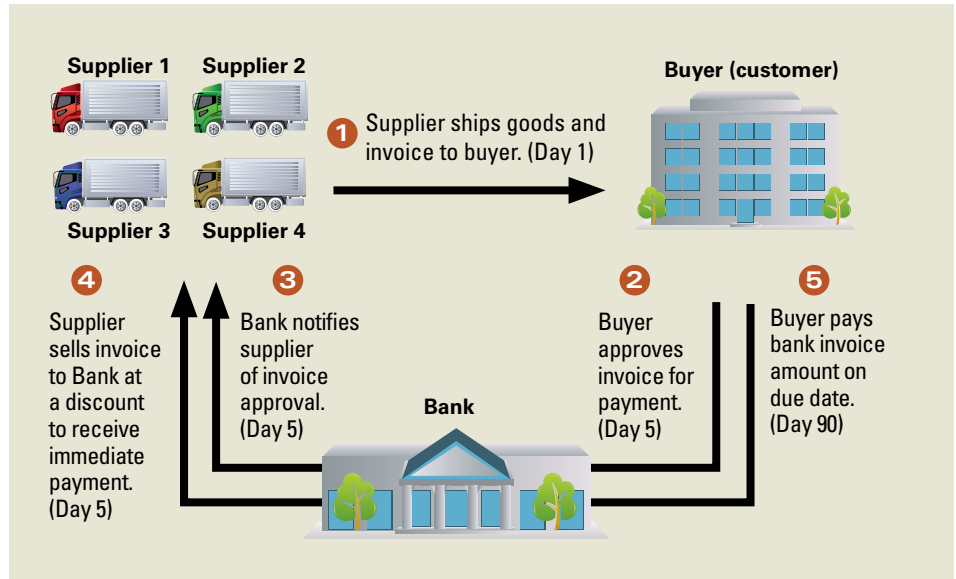 Supplier 1
Supplier 2
Buyer (customer)
1 Supplier ships goods and
invoice to buyer. (Day 1)
Supplier 3
Supplier 4
4
Supplier
sells invoice
to Bank at
a discount
to receive
immediate
payment.
(Day 5)
3
Bank notifies
supplier
of invoice
approval.
(Day 5)
Bank
2
Buyer
approves
invoice for
payment.
(Day 5)
5
Buyer pays
bank invoice
amount on
due date.
(Day 90)